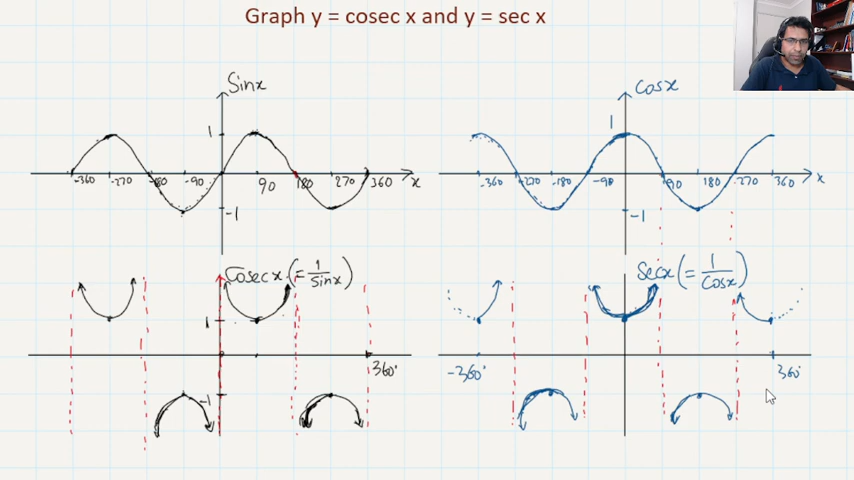 Graph y = cosec x and y = sec x
Sinx
1
-360 -270 -180 -90 90 180 270 360 x
-1
Cosx
1
-360 -270 -180 -90 90 180 270 360 x
-1
Cosecx (= 1/Sinx)
1
360°
-1
Secx (= 1/Cosx)
-360° 360°